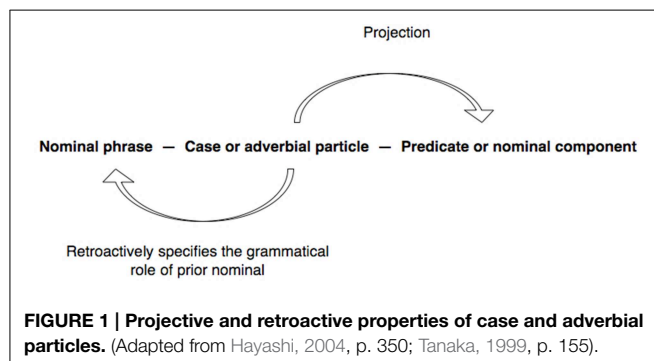 Projection
Nominal phrase — Case or adverbial particle — Predicate or nominal component
Retroactively specifies the grammatical
role of prior nominal
FIGURE 1 | Projective and retroactive properties of case and adverbial
particles. (Adapted from Hayashi, 2004, p. 350; Tanaka, 1999, p. 155).